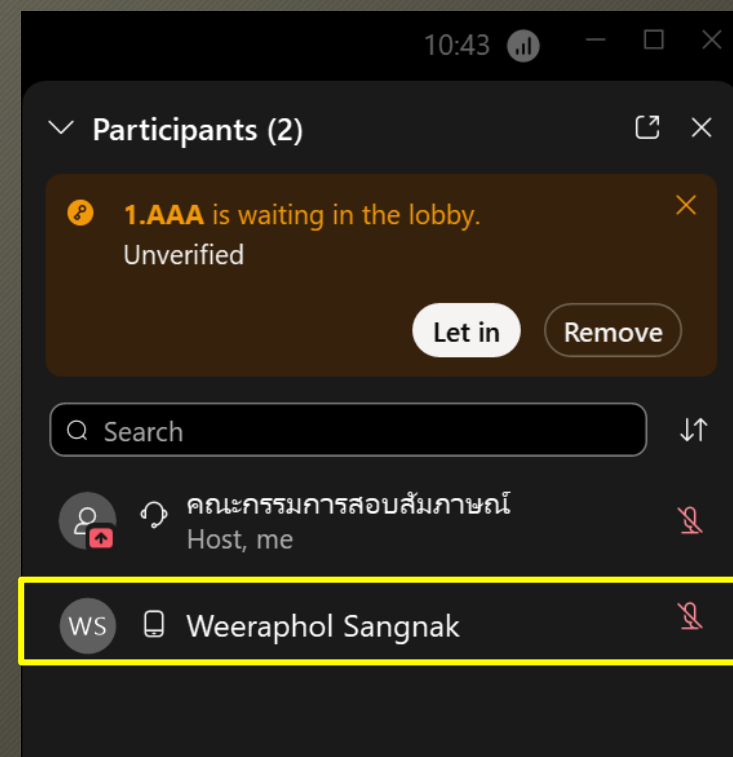 10:43
Participants (2)
1.AAA is waiting in the lobby.
Unverified
Let in Remove
Search
คณะกรรมการสอบสัมภาษณ์
Host, me
WS Weeraphol Sangnak